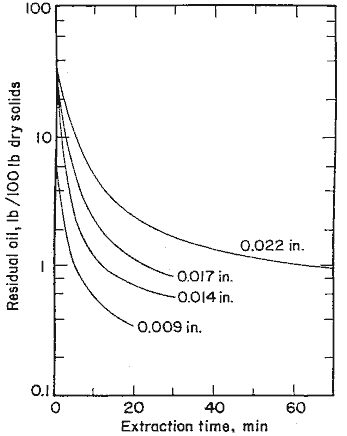 100
10
1
0.1
Residual oil, lb/100 lb dry solids
0.022 in.
0.017 in.
0.014 in.
0.009 in.
0 20 40 60
Extraction time, min